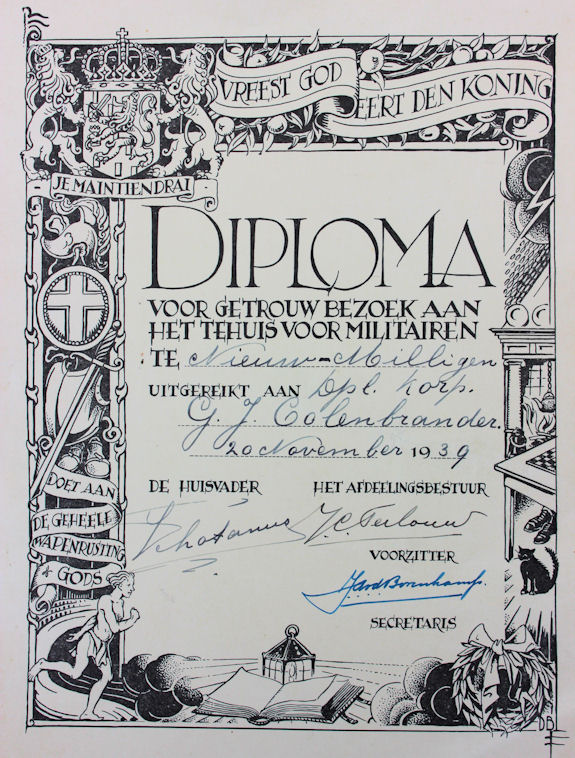 VREEST GOD
EERT DEN KONING
JE MAINTIENDRAI
DIPLOMA
VOOR GETROUW BEZOEK AAN
HET TEHUIS VOOR MILITAIREN
TE Nieuw-Milligen
UITGEREIKT AAN Dpl. Korp.
G. J. Colenbrander.
20 November 1939
DE HUISVADER HET AFDEELINGSBESTUUR
J.C. Terlouw
VOORZITTER
SECRETARIS
DOET AAN
DE GEHEELE
WAPENRUSTING
GODS
DB